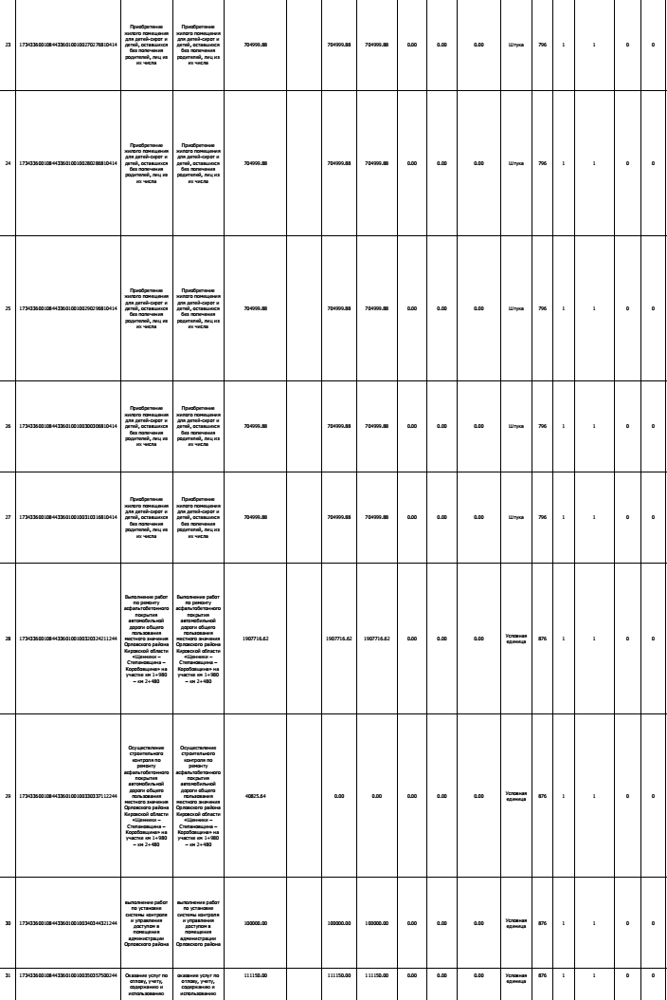 23 173433600108443360100100270276810414 Приобретение жилого помещения для детей-сирот и детей, оставшихся без попечения родителей, лиц из их числа Приобретение жилого помещения для детей-сирот и детей, оставшихся без попечения родителей, лиц из их числа 704999.88 704999.88 704999.88 0.00 0.00 0.00 Штука 796 1 1 0 0
24 173433600108443360100100280286810414 Приобретение жилого помещения для детей-сирот и детей, оставшихся без попечения родителей, лиц из их числа Приобретение жилого помещения для детей-сирот и детей, оставшихся без попечения родителей, лиц из их числа 704999.88 704999.88 704999.88 0.00 0.00 0.00 Штука 796 1 1 0 0
25 173433600108443360100100290296810414 Приобретение жилого помещения для детей-сирот и детей, оставшихся без попечения родителей, лиц из их числа Приобретение жилого помещения для детей-сирот и детей, оставшихся без попечения родителей, лиц из их числа 704999.88 704999.88 704999.88 0.00 0.00 0.00 Штука 796 1 1 0 0
26 173433600108443360100100300306810414 Приобретение жилого помещения для детей-сирот и детей, оставшихся без попечения родителей, лиц из их числа Приобретение жилого помещения для детей-сирот и детей, оставшихся без попечения родителей, лиц из их числа 704999.88 704999.88 704999.88 0.00 0.00 0.00 Штука 796 1 1 0 0
27 173433600108443360100100310316810414 Приобретение жилого помещения для детей-сирот и детей, оставшихся без попечения родителей, лиц из их числа Приобретение жилого помещения для детей-сирот и детей, оставшихся без попечения родителей, лиц из их числа 704999.88 704999.88 704999.88 0.00 0.00 0.00 Штука 796 1 1 0 0
28 173433600108443360100100320324211244 Выполнение работ по ремонту асфальтобетонного покрытия автомобильной дороги общего пользования местного значения Орловского района Кировской области «Щенники – Степановщина – Коробовщина» на участке км 1+980 – км 2+480 Выполнение работ по ремонту асфальтобетонного покрытия автомобильной дороги общего пользования местного значения Орловского района Кировской области «Щенники – Степановщина – Коробовщина» на участке км 1+980 – км 2+480 1907716.62 1907716.62 1907716.62 0.00 0.00 0.00 Условная единица 876 1 1 0 0
29 173433600108443360100100330337112244 Осуществление строительного контроля по ремонту асфальтобетонного покрытия автомобильной дороги общего пользования местного значения Орловского района Кировской области «Щенники – Степановщина – Коробовщина» на участке км 1+980 – км 2+480 Осуществление строительного контроля по ремонту асфальтобетонного покрытия автомобильной дороги общего пользования местного значения Орловского района Кировской области «Щенники – Степановщина – Коробовщина» на участке км 1+980 – км 2+480 40825.64 0.00 0.00 0.00 0.00 0.00 Условная единица 876 1 1 0 0
30 173433600108443360100100340344321244 выполнение работ по установке системы контроля и управления доступом в помещения администрации Орловского района выполнение работ по установке системы контроля и управления доступом в помещения администрации Орловского района 100000.00 100000.00 100000.00 0.00 0.00 0.00 Условная единица 876 1 1 0 0
31 173433600108443360100100350357500244 Оказание услуг по отлову, учету, содержанию и использованию оказание услуг по отлову, учету, содержанию и использованию 111150.00 111150.00 111150.00 0.00 0.00 0.00 Условная единица 876 1 1 0 0